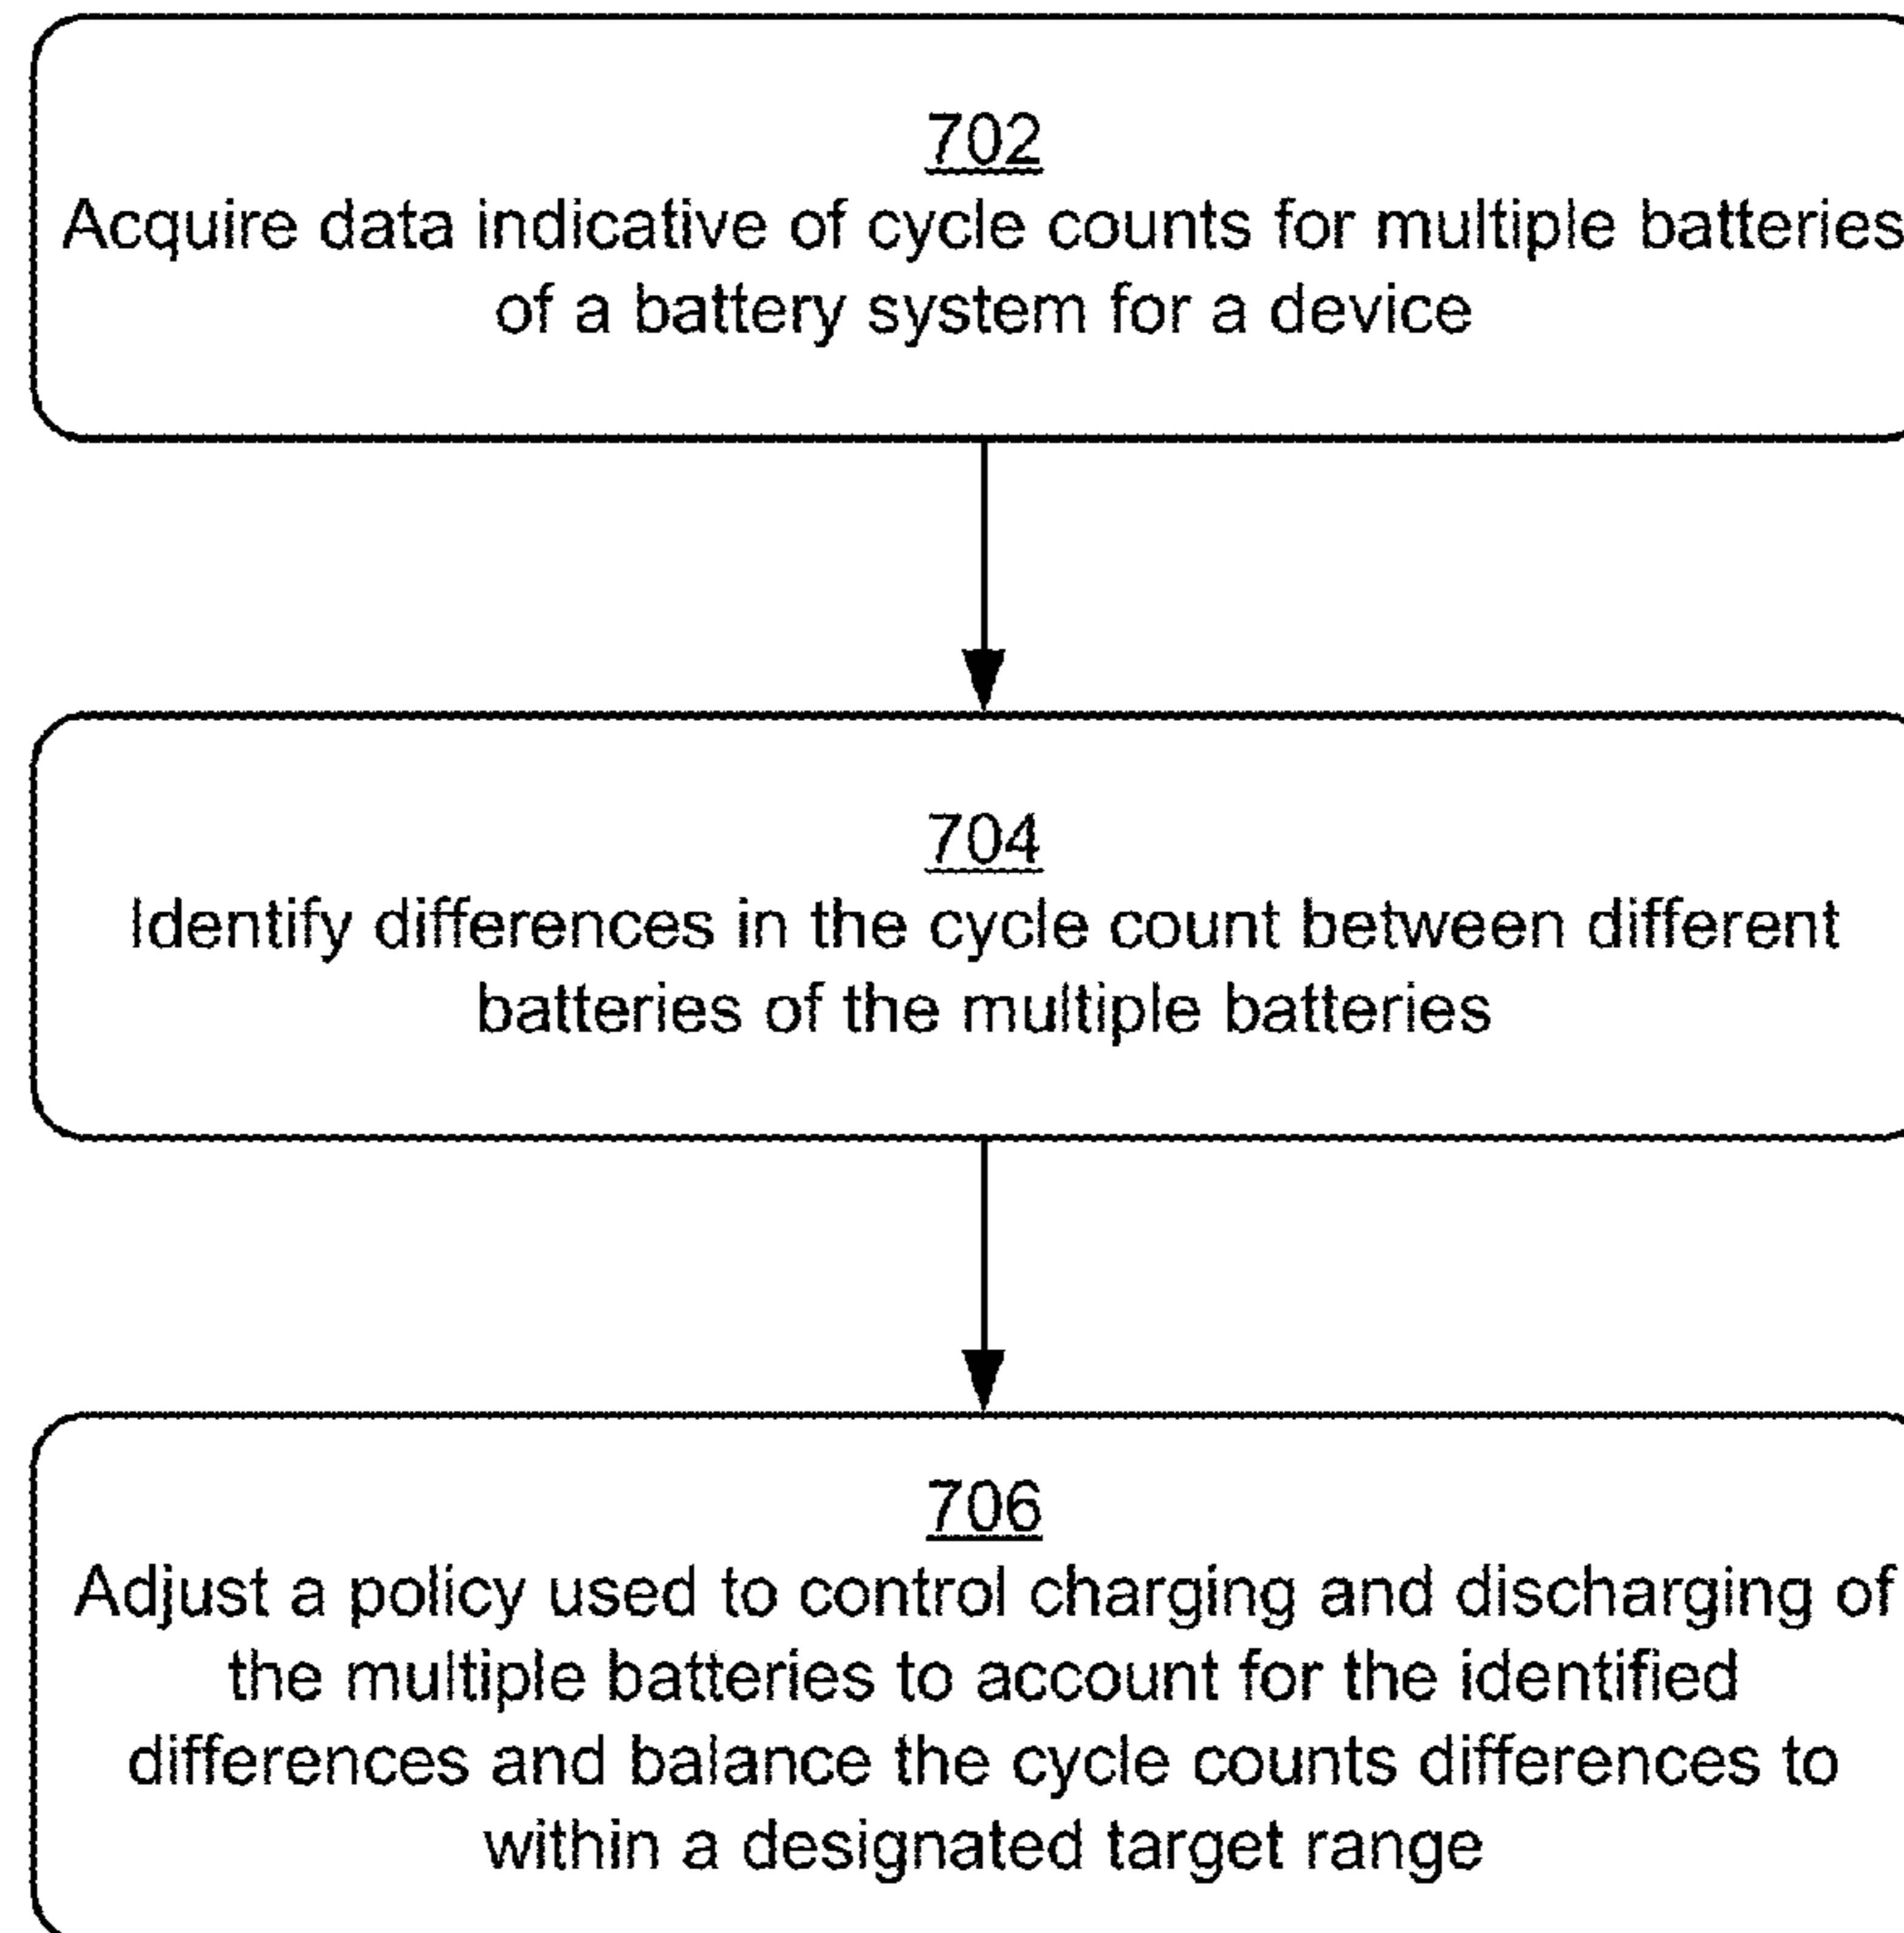 702
Acquire data indicative of cycle counts for multiple batteries
of a battery system for a device
704
Identify differences in the cycle count between different
batteries of the multiple batteries
706
Adjust a policy used to control charging and discharging of
the multiple batteries to account for the identified
differences and balance the cycle counts differences to
within a designated target range